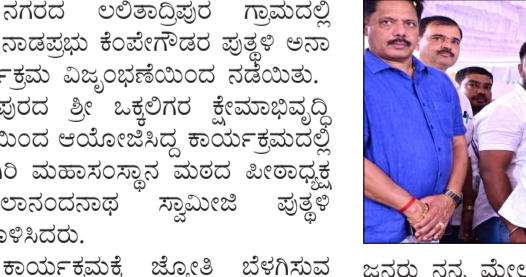 ನಗರದ ಲಲಿತಾದ್ರಿಪುರ ಗ್ರಾಮದಲ್ಲಿ
ನಾಡಪ್ರಭು ಕೆಂಪೇಗೌಡರ ಪುತ್ಥಳಿ ಅನಾ
ರ್ಯಕ್ರಮ ವಿಜೃಂಭಣೆಯಿಂದ ನಡೆಯಿತು.
ಪುರದ ಶ್ರೀ ಒಕ್ಕಲಿಗರ ಕ್ಷೇಮಾಭಿವೃದ್ಧಿ
ಯಿಂದ ಆಯೋಜಿಸಿದ್ದ ಕಾರ್ಯಕ್ರಮದಲ್ಲಿ
ಗಿರಿ ಮಹಾಸಂಸ್ಥಾನ ಮಠದ ಪೀಠಾಧ್ಯಕ್ಷ
ಲಾನಂದನಾಥ ಸ್ವಾಮೀಜಿ ಪುತ್ಥಳಿ
ಳಿಸಿದರು.
ಕಾರ್ಯಕ್ರಮಕ್ಕೆ ಜ್ಯೋತಿ ಬೆಳಗಿಸುವ
ಜನರು ನನ್ನ ಮೇಲ